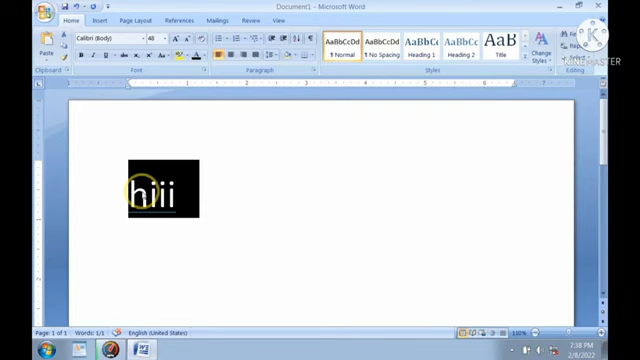 Document1 - Microsoft Word
Home Insert Page Layout References Mailings Review View
Paste
Calibri (Body) 48
AaBbCcDd AaBbCcDd AaBbCc AaBbCc AaB
¶ Normal ¶ No Spacing Heading 1 Heading 2 Title
Change Styles
KINEMASTER
Clipboard Font Paragraph Styles Editing
hiii
Page: 1 of 1 Words: 1/1 English (United States) 110%
7:38 PM
2/8/2022